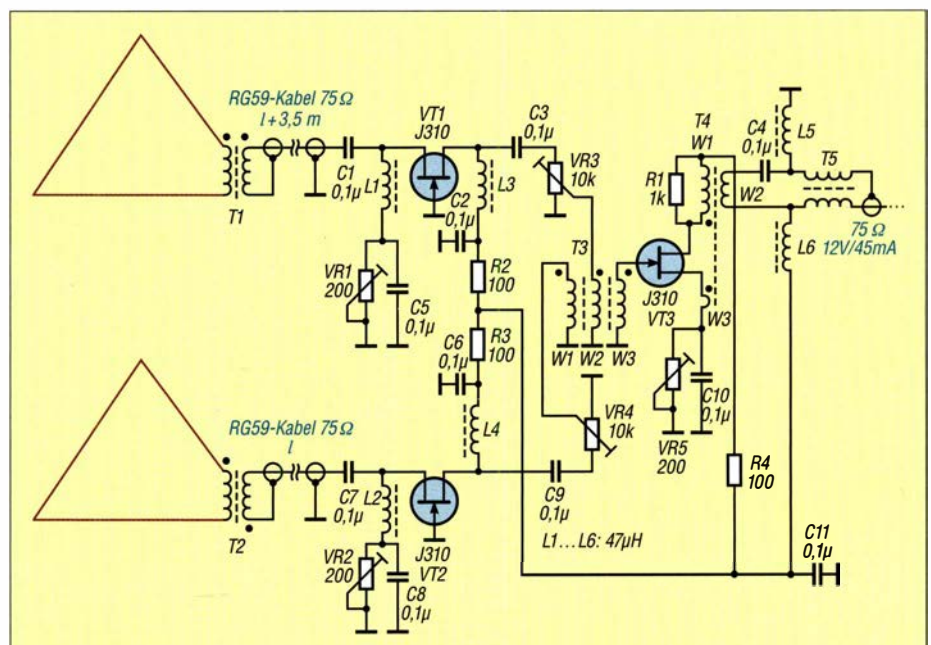 RG59-Kabel 75 Ω
l + 3,5 m
T1
C1
0,1µ
L1
VT1
J310
VR1
200
C5
0,1µ
C2
0,1µ
L3
C3
0,1µ
VR3
10k
R2
100
R3
100
C6
0,1µ
L4
T3
W1
W2
W3
J310
VT3
R1
1k
T4
W1
W2
W3
C4
0,1µ
L5
T5
L6
75 Ω
12V/45mA
VR5
200
C10
0,1µ
VR4
10k
R4
100
C11
0,1µ
RG59-Kabel 75 Ω
l
T2
C7
0,1µ
L2
VR2
200
C8
0,1µ
J310
VT2
C9
0,1µ
L1...L6: 47µH